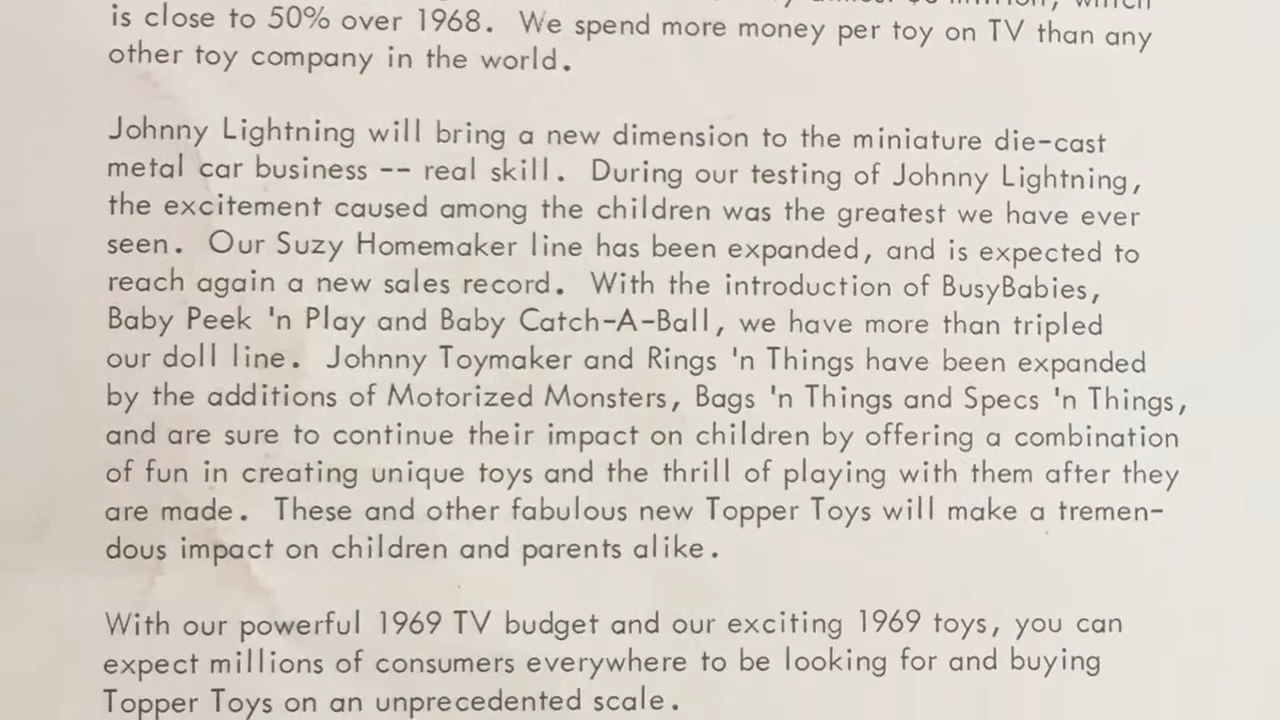 is close to 50% over 1968. We spend more money per toy on TV than any
other toy company in the world.
Johnny Lightning will bring a new dimension to the miniature die-cast
metal car business -- real skill. During our testing of Johnny Lightning,
the excitement caused among the children was the greatest we have ever
seen. Our Suzy Homemaker line has been expanded, and is expected to
reach again a new sales record. With the introduction of BusyBabies,
Baby Peek 'n Play and Baby Catch-A-Ball, we have more than tripled
our doll line. Johnny Toymaker and Rings 'n Things have been expanded
by the additions of Motorized Monsters, Bags 'n Things and Specs 'n Things,
and are sure to continue their impact on children by offering a combination
of fun in creating unique toys and the thrill of playing with them after they
are made. These and other fabulous new Topper Toys will make a tremen-
dous impact on children and parents alike.
With our powerful 1969 TV budget and our exciting 1969 toys, you can
expect millions of consumers everywhere to be looking for and buying
Topper Toys on an unprecedented scale.